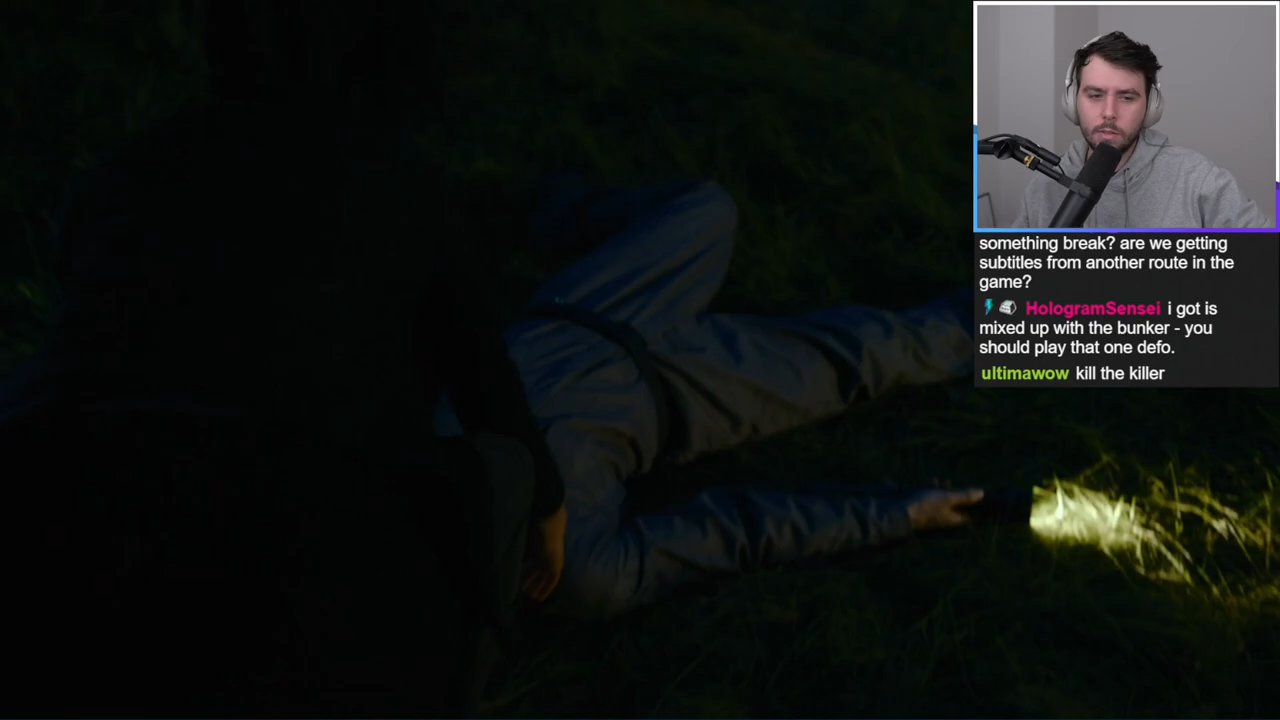 something break? are we getting
subtitles from another route in the
game?
HologramSensei i got is
mixed up with the bunker - you
should play that one defo.
ultimawow kill the killer